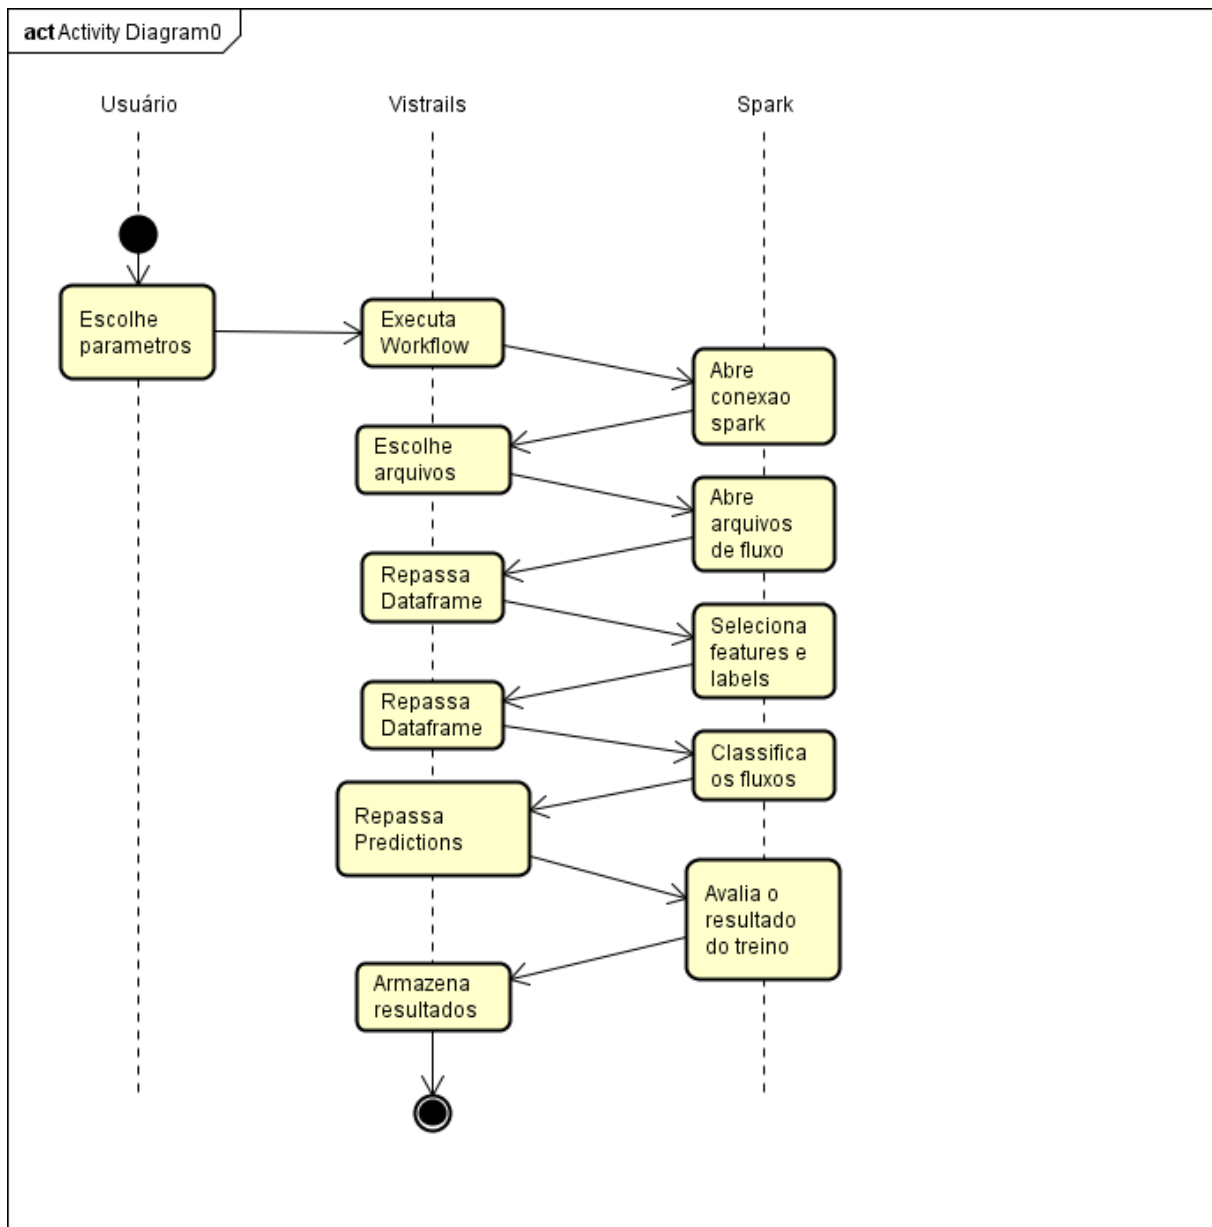 act Activity Diagram0
Usuário
Vistrails
Spark
Escolhe
parametros
Executa
Workflow
Abre
conexao
spark
Escolhe
arquivos
Abre
arquivos
de fluxo
Repassa
Dataframe
Seleciona
features e
labels
Repassa
Dataframe
Classifica
os fluxos
Repassa
Predictions
Avalia o
resultado
do treino
Armazena
resultados